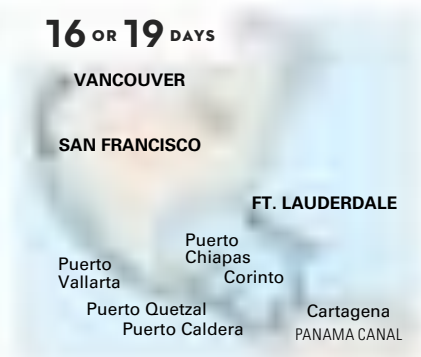 16 OR 19 DAYS
VANCOUVER
SAN FRANCISCO
FT. LAUDERDALE
Puerto
Chiapas
Puerto
Vallarta
Corinto
Puerto Quetzal
Cartagena
Puerto Caldera
PANAMA CANAL